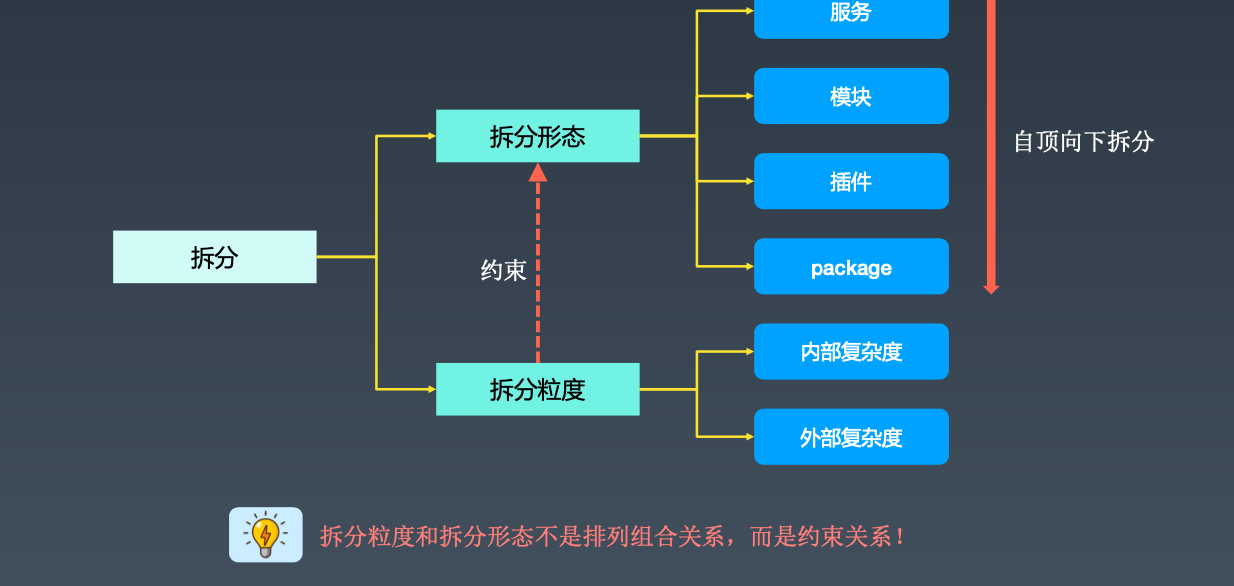 服务
模块
拆分形态
自顶向下拆分
插件
拆分
约束
package
内部复杂度
拆分粒度
外部复杂度
拆分粒度和拆分形态不是排列组合关系，而是约束关系！